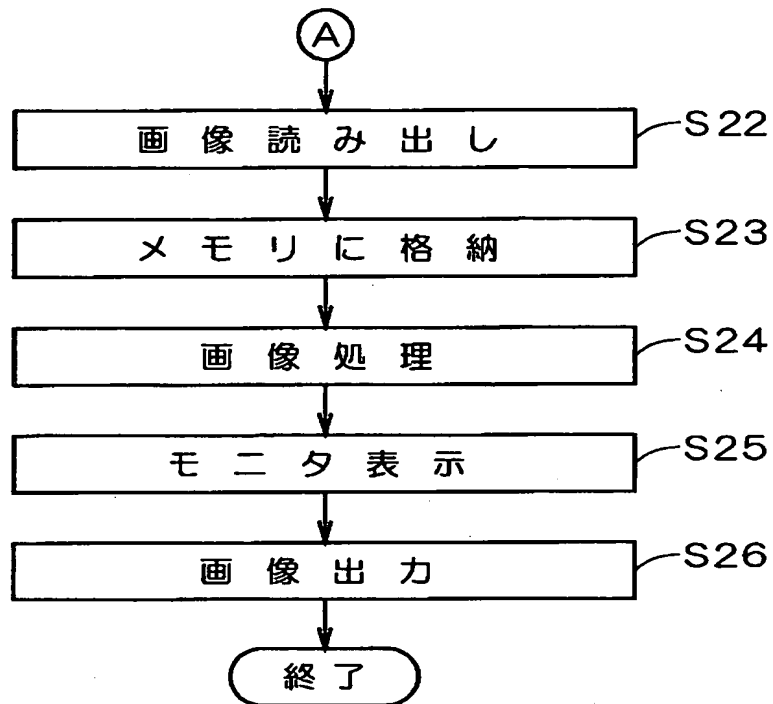 A
画像読み出し S22
メモリに格納 S23
画像処理 S24
モニタ表示 S25
画像出力 S26
終了